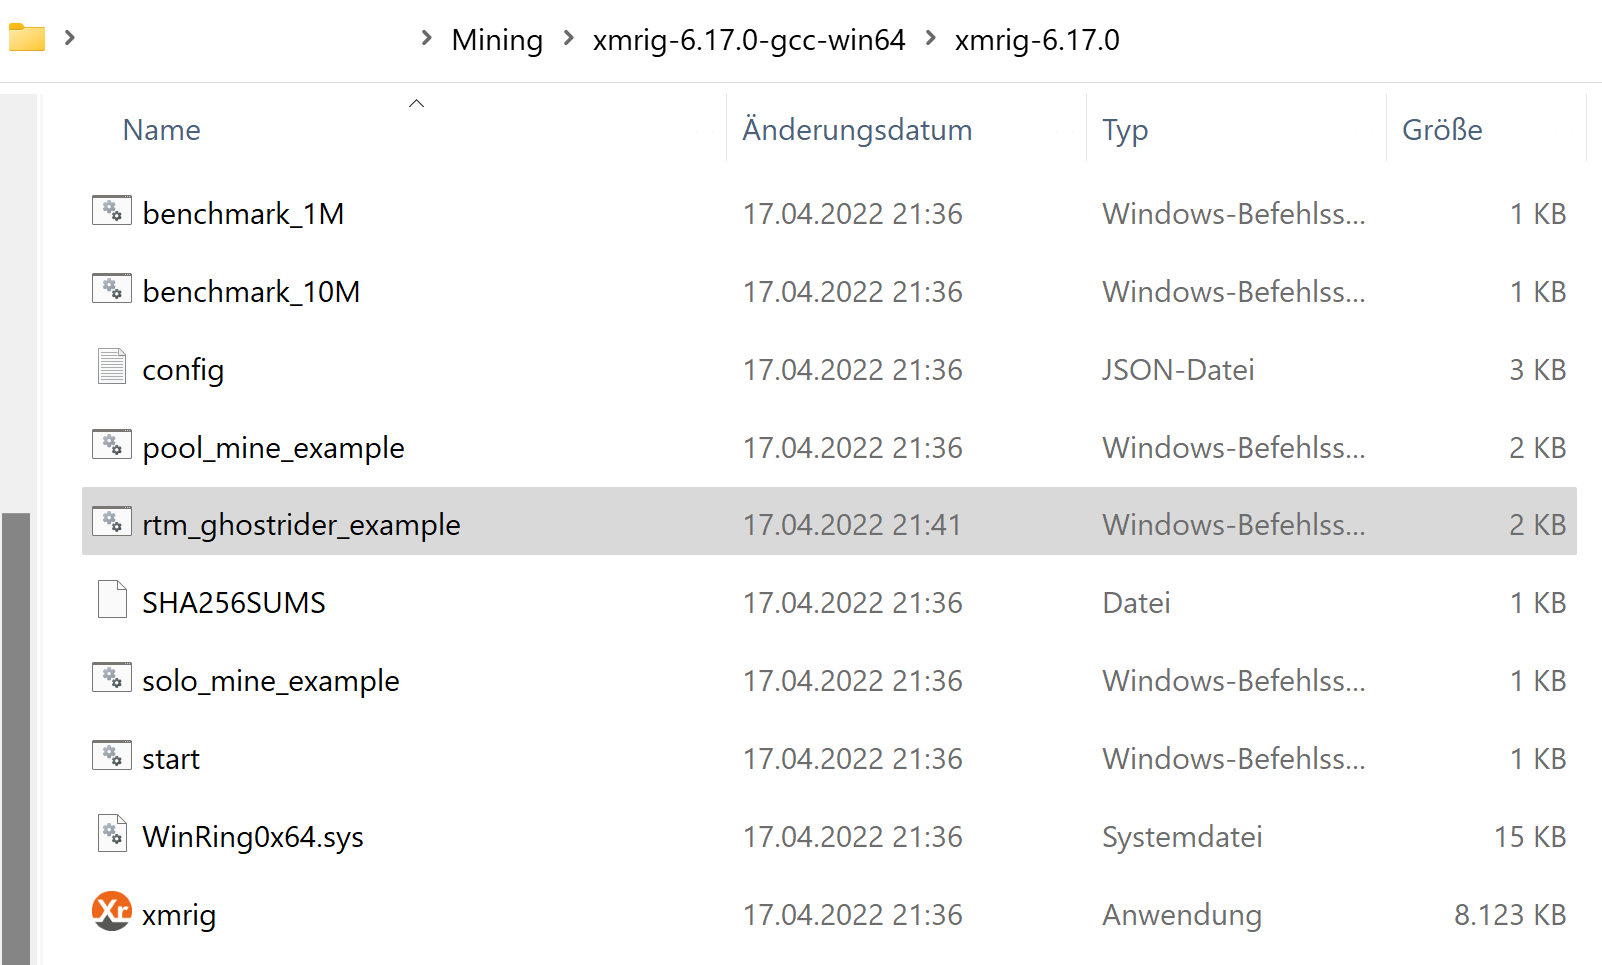 Mining xmrig-6.17.0-gcc-win64 xmrig-6.17.0
Name Änderungsdatum Typ Größe
benchmark_1M 17.04.2022 21:36 Windows-Befehlss... 1 KB
benchmark_10M 17.04.2022 21:36 Windows-Befehlss... 1 KB
config 17.04.2022 21:36 JSON-Datei 3 KB
pool_mine_example 17.04.2022 21:36 Windows-Befehlss... 2 KB
rtm_ghostrider_example 17.04.2022 21:41 Windows-Befehlss... 2 KB
SHA256SUMS 17.04.2022 21:36 Datei 1 KB
solo_mine_example 17.04.2022 21:36 Windows-Befehlss... 1 KB
start 17.04.2022 21:36 Windows-Befehlss... 1 KB
WinRing0x64.sys 17.04.2022 21:36 Systemdatei 15 KB
Xr xmrig 17.04.2022 21:36 Anwendung 8.123 KB